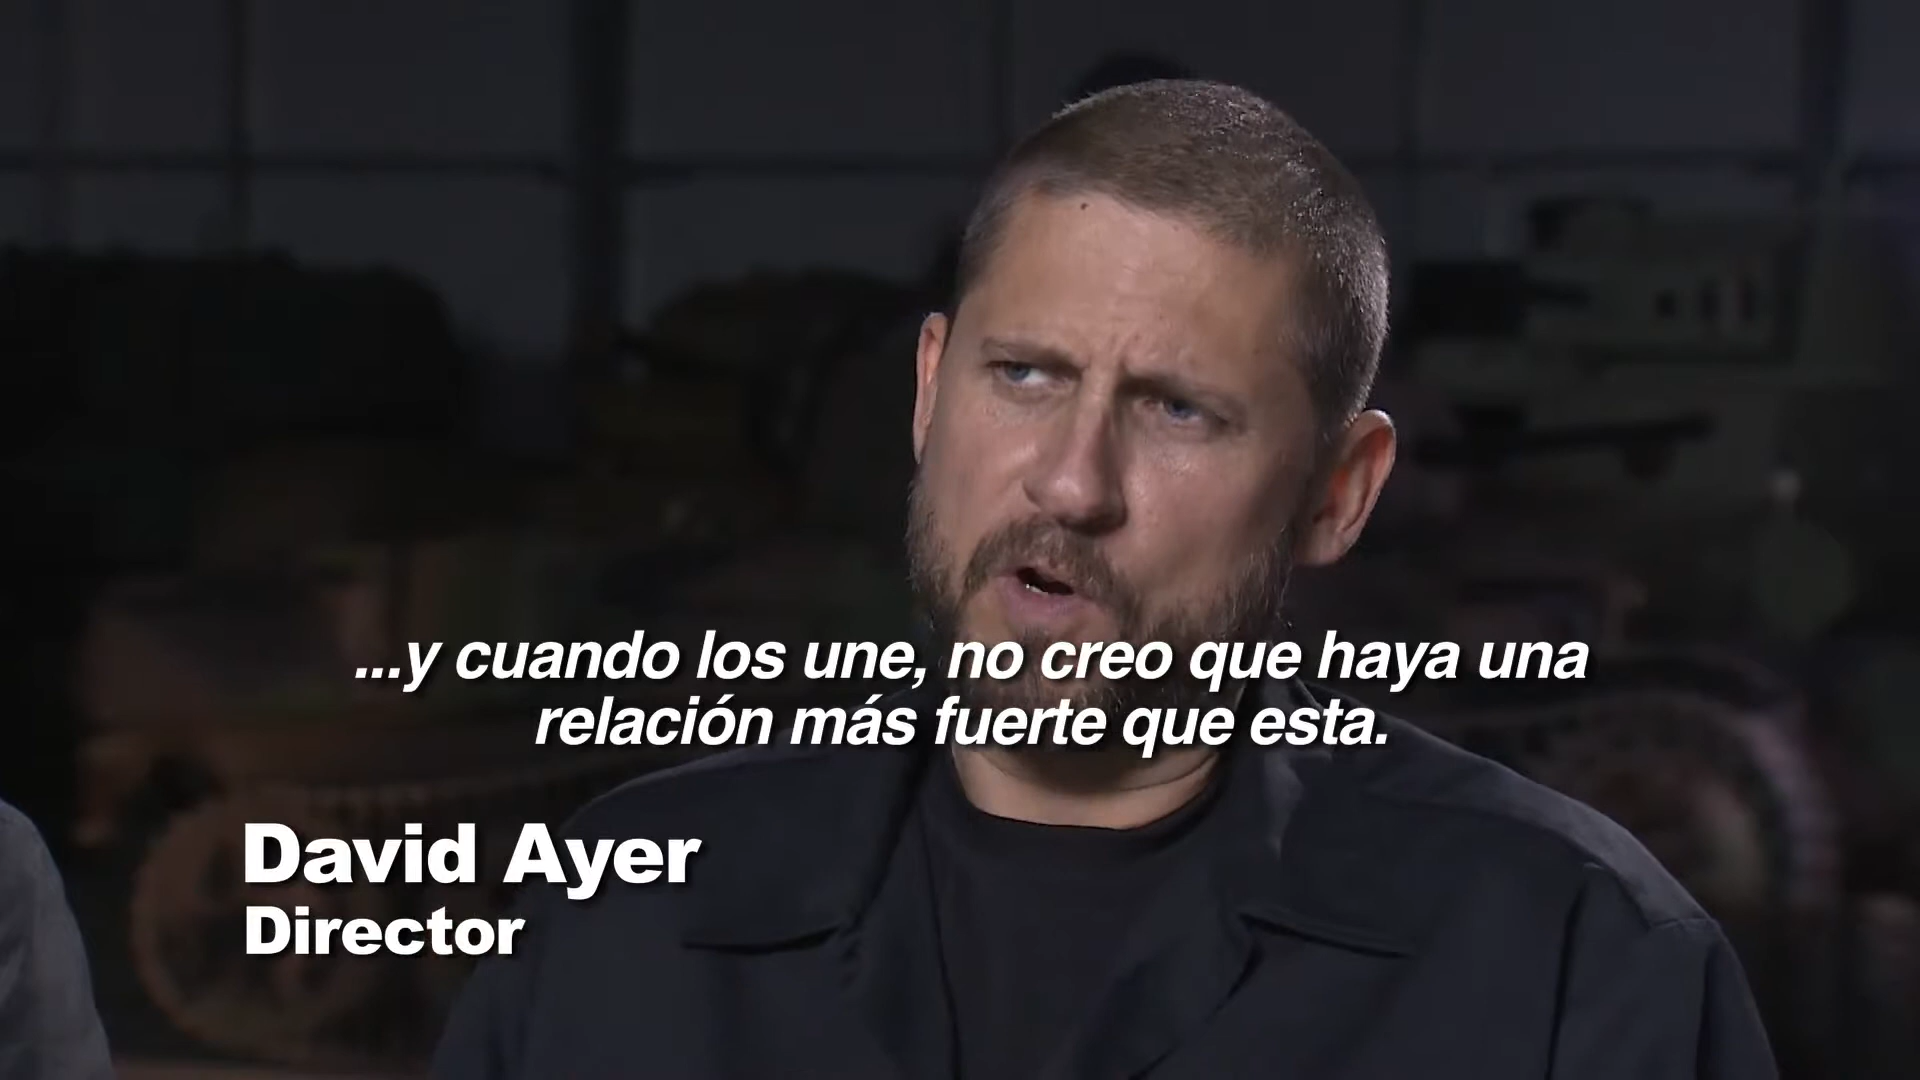 ...y cuando los une, no creo que haya una
relación más fuerte que esta.
David Ayer
Director